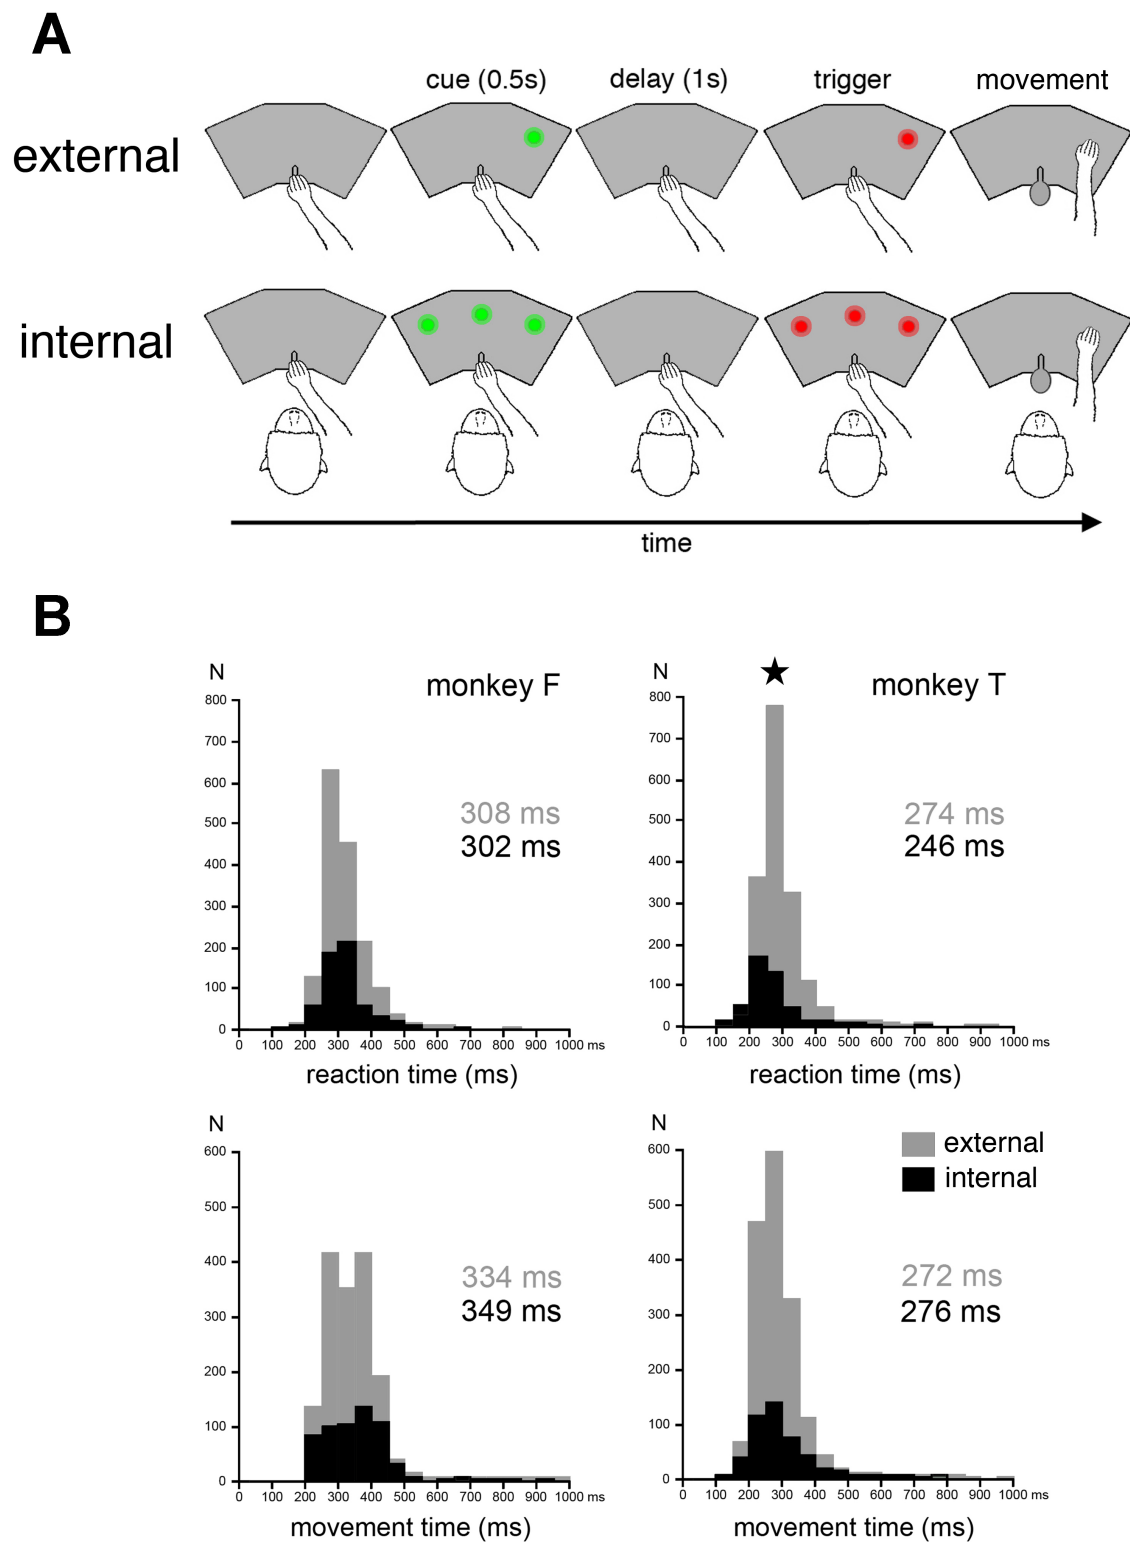 A
cue (0.5s) delay (1s) trigger movement
external
internal
time
B
N
monkey F
800
700
600
500
400
300
200
100
0
308 ms
302 ms
0 100 200 300 400 500 600 700 800 900 1000 ms
reaction time (ms)
N
★
monkey T
800
700
600
500
400
300
200
100
0
274 ms
246 ms
0 100 200 300 400 500 600 700 800 900 1000 ms
reaction time (ms)
N
600
500
400
300
200
100
0
334 ms
349 ms
0 100 200 300 400 500 600 700 800 900 1000 ms
movement time (ms)
N
external
internal
600
500
400
300
200
100
0
272 ms
276 ms
0 100 200 300 400 500 600 700 800 900 1000 ms
movement time (ms)